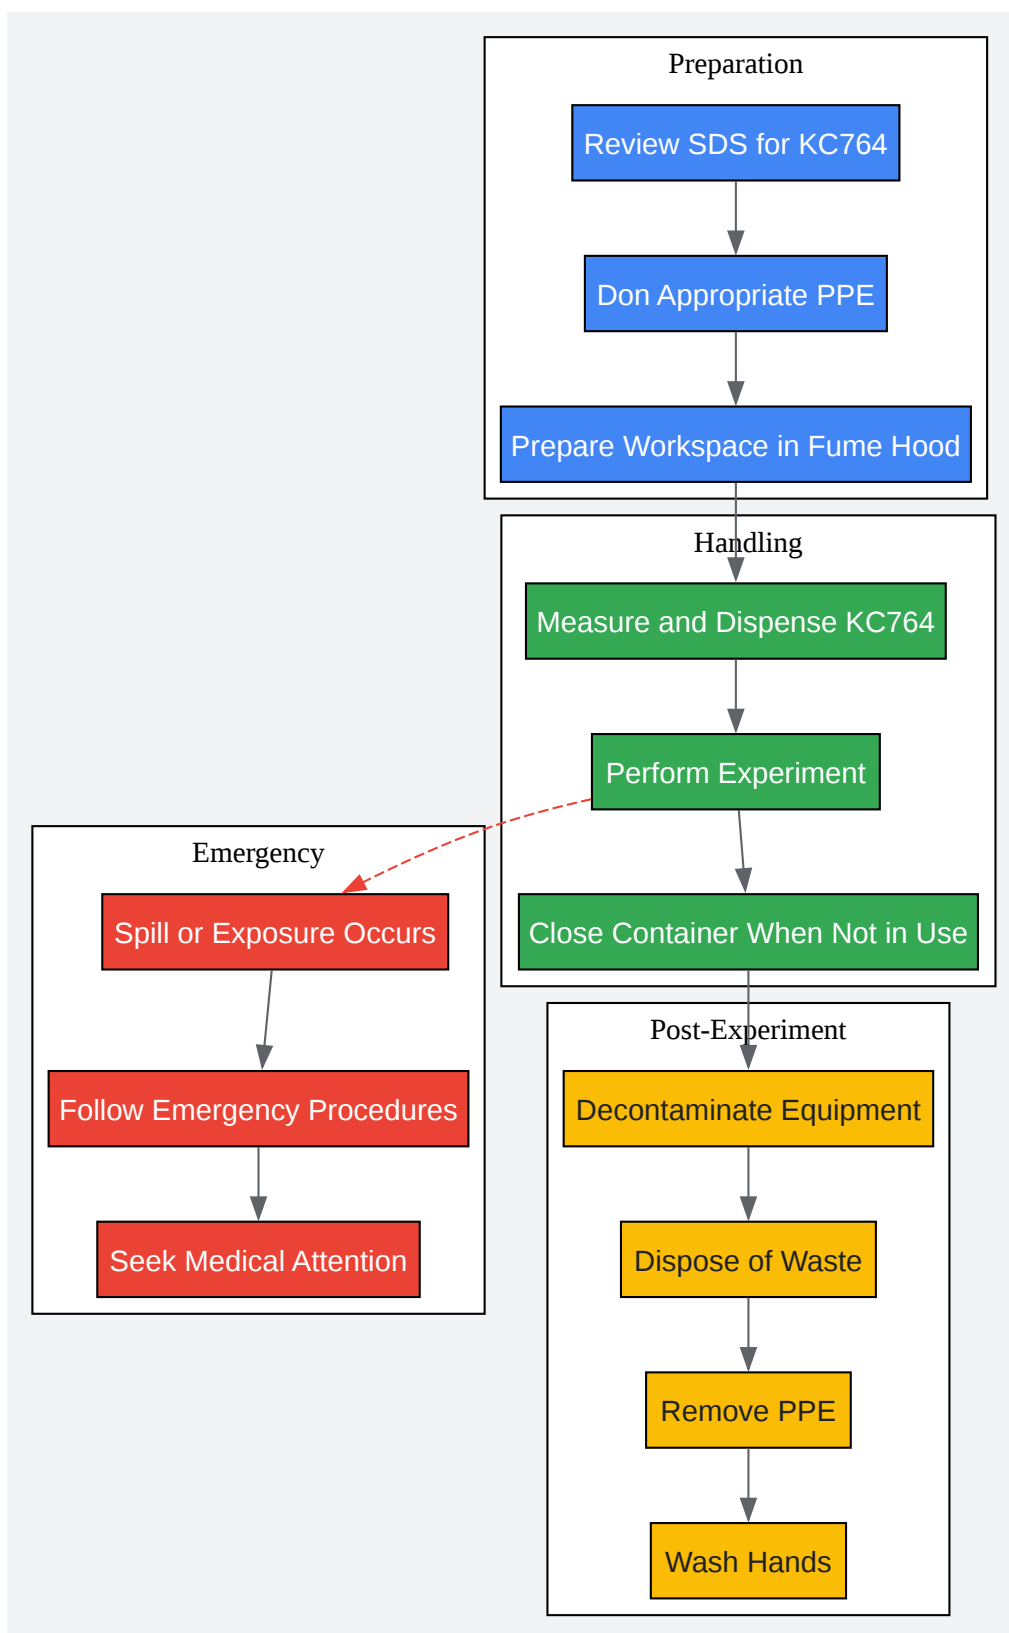 Preparation
Review SDS for KC764
Don Appropriate PPE
Prepare Workspace in Fume Hood
Handling
Measure and Dispense KC764
Perform Experiment
Close Container When Not in Use
Emergency
Spill or Exposure Occurs
Follow Emergency Procedures
Seek Medical Attention
Post-Experiment
Decontaminate Equipment
Dispose of Waste
Remove PPE
Wash Hands